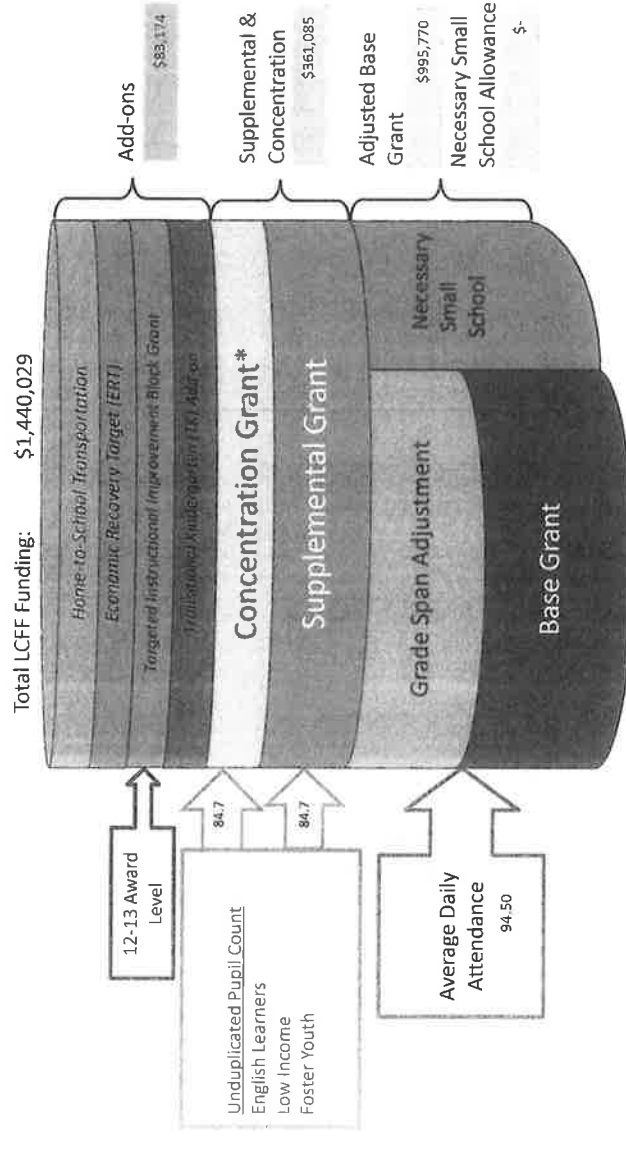 Total LCFF Funding: $1,440,029
Home-to-School Transportation
Economic Recovery Target (ERT)
Targeted Instructional Improvement Block Grant
Transitional Kindergarten (TK) Add-on
Concentration Grant*
Supplemental Grant
Grade Span Adjustment
Necessary
Small
School
Base Grant
12-13 Award
Level
84.7
84.7
Unduplicated Pupil Count
English Learners
Low Income
Foster Youth
Average Daily
Attendance
94.50
Add-ons
$83,174
Supplemental &
Concentration
$361,085
Adjusted Base
Grant
$995,770
Necessary Small
School Allowance
$-